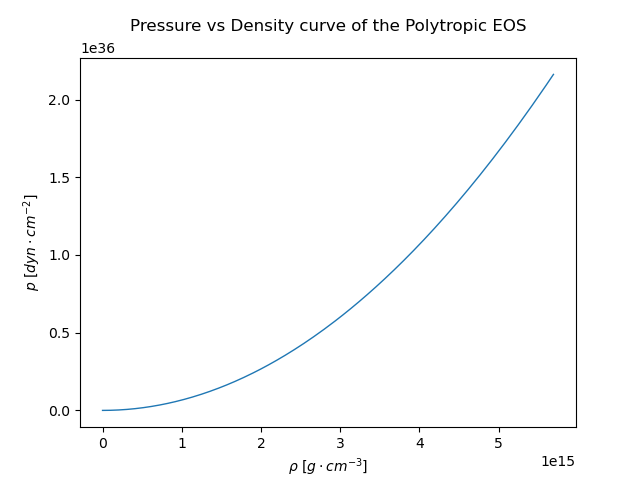 Pressure vs Density curve of the Polytropic EOS
1e36
2.0
1.5
1.0
0.5
0.0
p [dyn · cm⁻²]
0 1 2 3 4 5
1e15
ρ [g · cm⁻³]